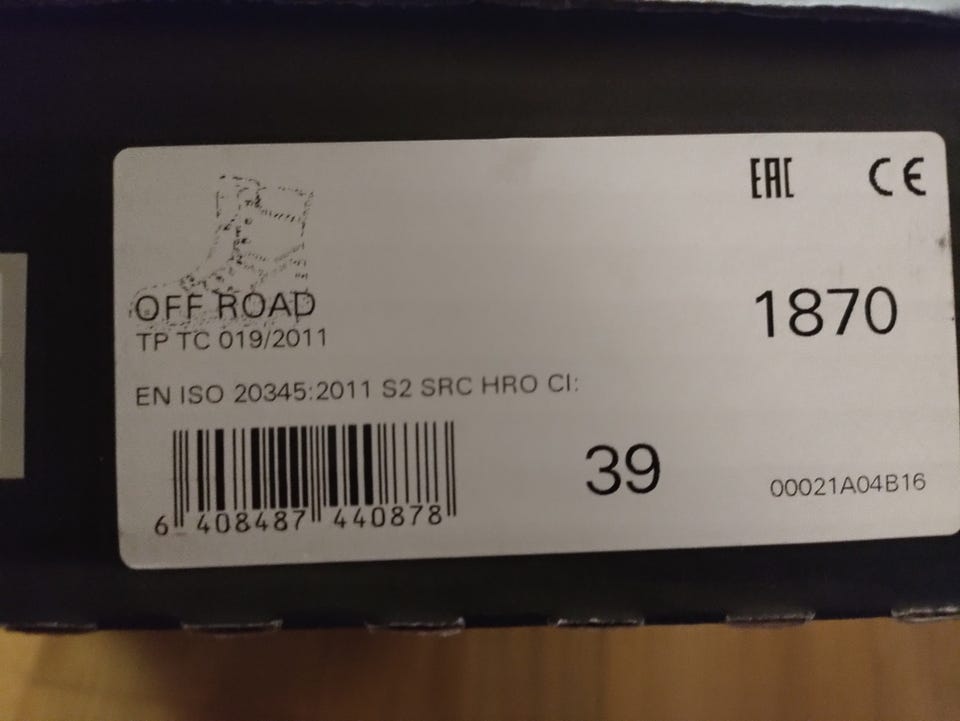 EAC CE
OFF ROAD
1870
TP TC 019/2011
EN ISO 20345:2011 S2 SRC HRO CI:
39
00021A04B16
6 408487 440878